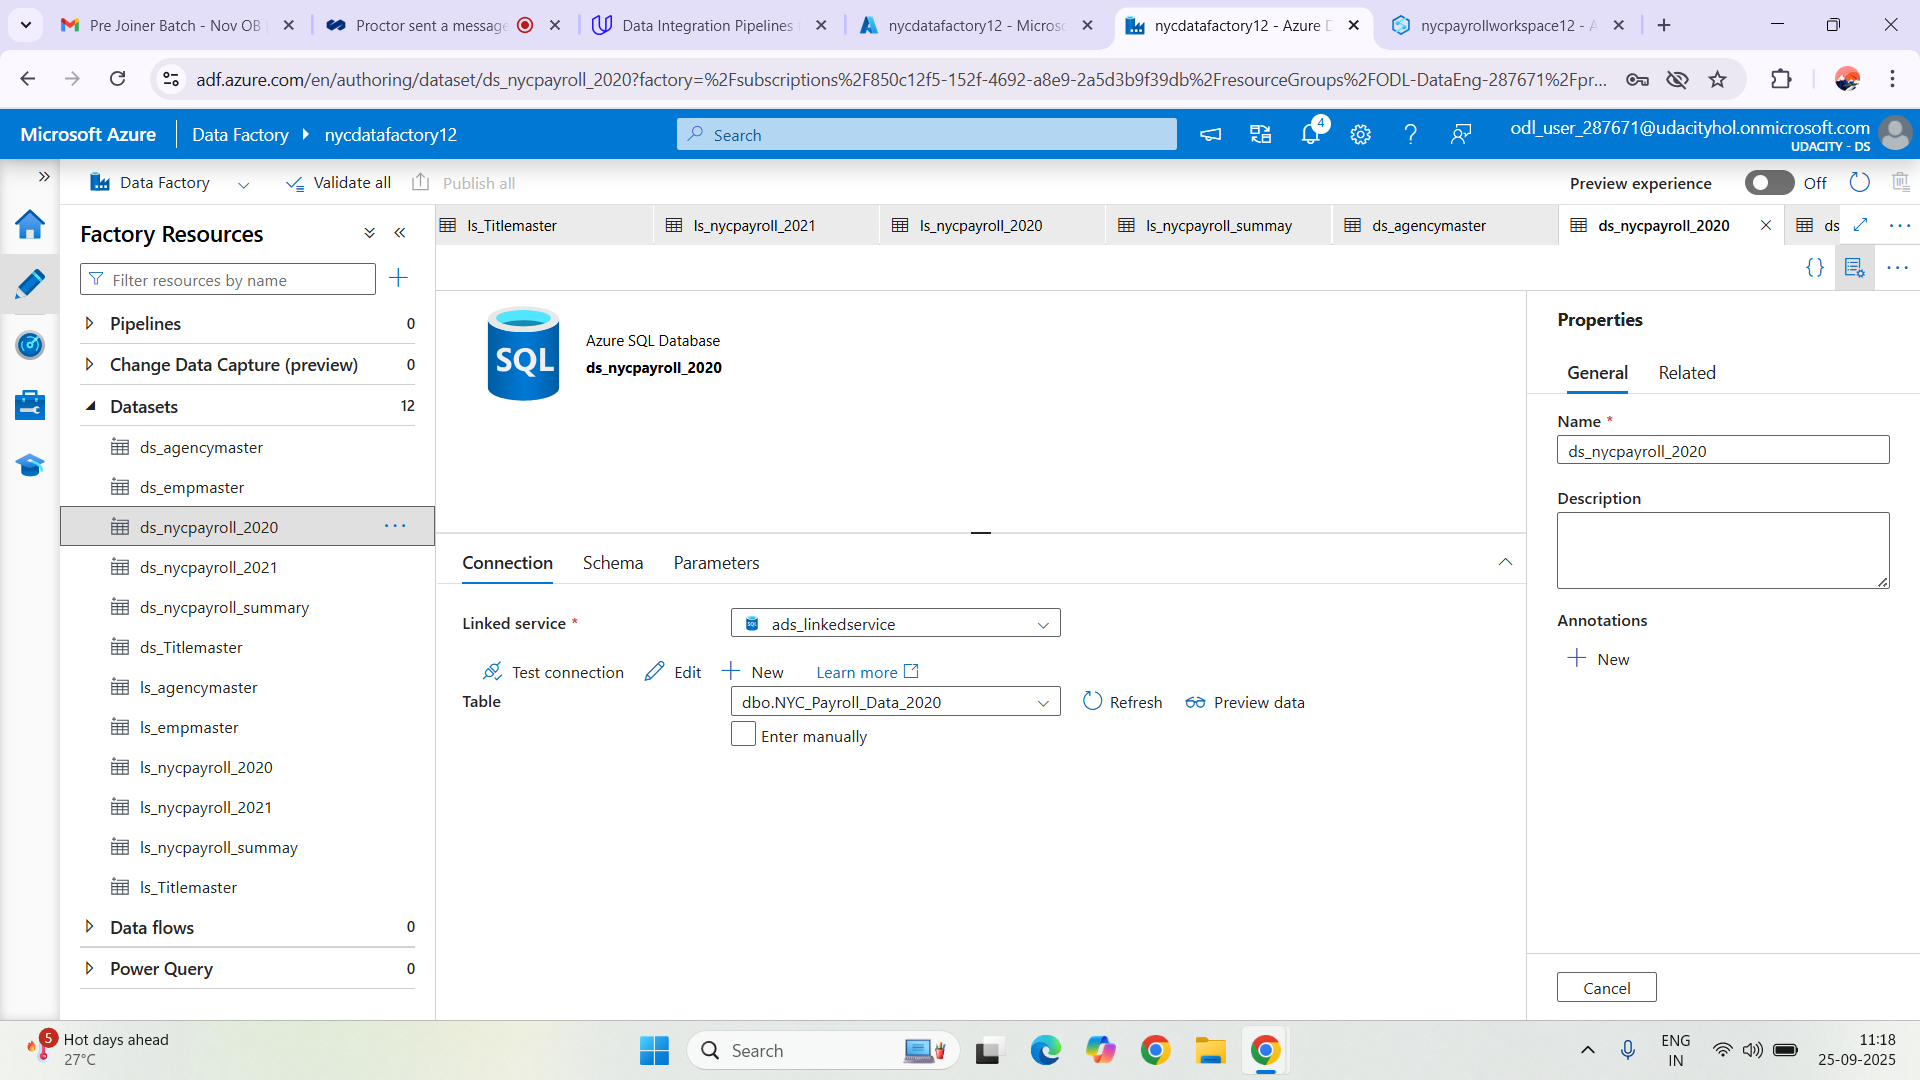 Pre Joiner Batch - Nov OB
Proctor sent a message
Data Integration Pipelines
nycdatafactory12 - Micros
nycdatafactory12 - Azure D
nycpayrollworkspace12 - A
adf.azure.com/en/authoring/dataset/ds_nycpayroll_2020?factory=%2Fsubscriptions%2F850c12f5-152f-4692-a8e9-2a5d3b9f39db%2FresourceGroups%2FODL-DataEng-287671%2Fpr...
Microsoft Azure
Data Factory
nycdatafactory12
Search
4
odl_user_287671@udacityhol.onmicrosoft.com
UDACITY - DS
Data Factory
Validate all
Publish all
Preview experience
Off
Factory Resources
Filter resources by name
Pipelines 0
Change Data Capture (preview) 0
Datasets 12
ds_agencymaster
ds_empmaster
ds_nycpayroll_2020
ds_nycpayroll_2021
ds_nycpayroll_summary
ds_Titlemaster
ls_agencymaster
ls_empmaster
ls_nycpayroll_2020
ls_nycpayroll_2021
ls_nycpayroll_summay
ls_Titlemaster
Data flows 0
Power Query 0
ls_Titlemaster
ls_nycpayroll_2021
ls_nycpayroll_2020
ls_nycpayroll_summay
ds_agencymaster
ds_nycpayroll_2020
ds
SQL
Azure SQL Database
ds_nycpayroll_2020
Connection
Schema
Parameters
Linked service *
SQL
ads_linkedservice
Test connection
Edit
New
Learn more
Table
dbo.NYC_Payroll_Data_2020
Refresh
Preview data
Enter manually
Properties
General
Related
Name *
ds_nycpayroll_2020
Description
Annotations
New
Cancel
5
Hot days ahead
27°C
Search
ENG
IN
11:18
25-09-2025